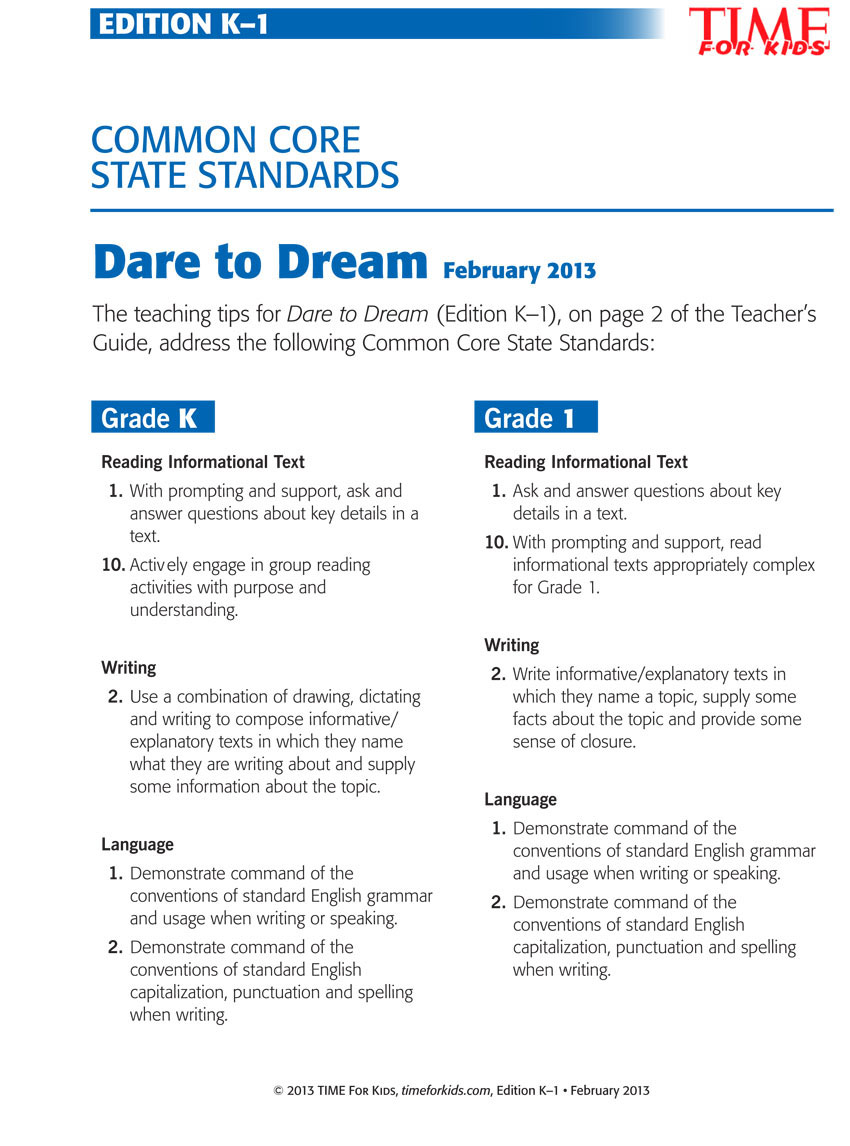 EDITION K–1
TIME
FOR KIDS
COMMON CORE
STATE STANDARDS
Dare to Dream February 2013
The teaching tips for Dare to Dream (Edition K–1), on page 2 of the Teacher's
Guide, address the following Common Core State Standards:
Grade K
Reading Informational Text
1. With prompting and support, ask and
answer questions about key details in a
text.
10. Actively engage in group reading
activities with purpose and
understanding.
Writing
2. Use a combination of drawing, dictating
and writing to compose informative/
explanatory texts in which they name
what they are writing about and supply
some information about the topic.
Language
1. Demonstrate command of the
conventions of standard English grammar
and usage when writing or speaking.
2. Demonstrate command of the
conventions of standard English
capitalization, punctuation and spelling
when writing.
Grade 1
Reading Informational Text
1. Ask and answer questions about key
details in a text.
10. With prompting and support, read
informational texts appropriately complex
for Grade 1.
Writing
2. Write informative/explanatory texts in
which they name a topic, supply some
facts about the topic and provide some
sense of closure.
Language
1. Demonstrate command of the
conventions of standard English grammar
and usage when writing or speaking.
2. Demonstrate command of the
conventions of standard English
capitalization, punctuation and spelling
when writing.
© 2013 TIME FOR KIDS, timeforkids.com, Edition K–1 • February 2013